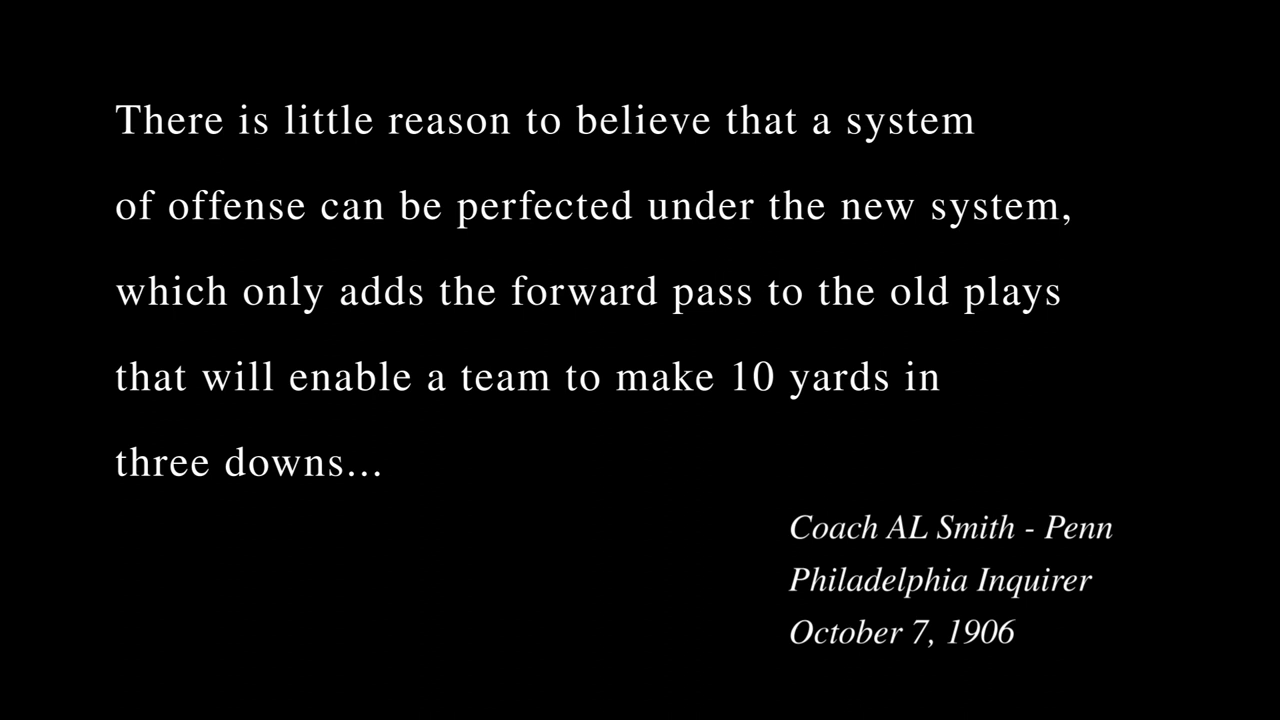 There is little reason to believe that a system
of offense can be perfected under the new system,
which only adds the forward pass to the old plays
that will enable a team to make 10 yards in
three downs...
Coach AL Smith - Penn
Philadelphia Inquirer
October 7, 1906